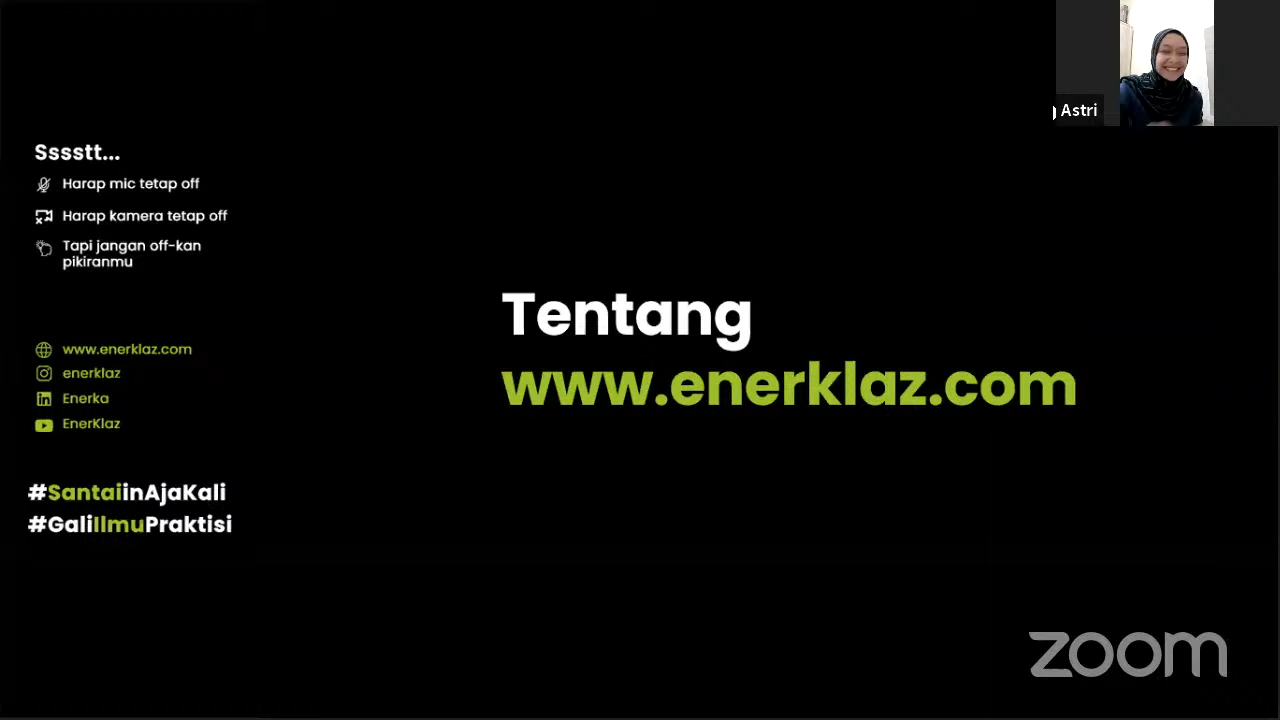 Astri
Sssstt...
Harap mic tetap off
Harap kamera tetap off
Tapi jangan off-kan
pikiranmu
Tentang
www.enerklaz.com
www.enerklaz.com
enerklaz
Enerka
EnerKlaz
#SantaiinAjaKali
#GaliIlmuPraktisi
zoom